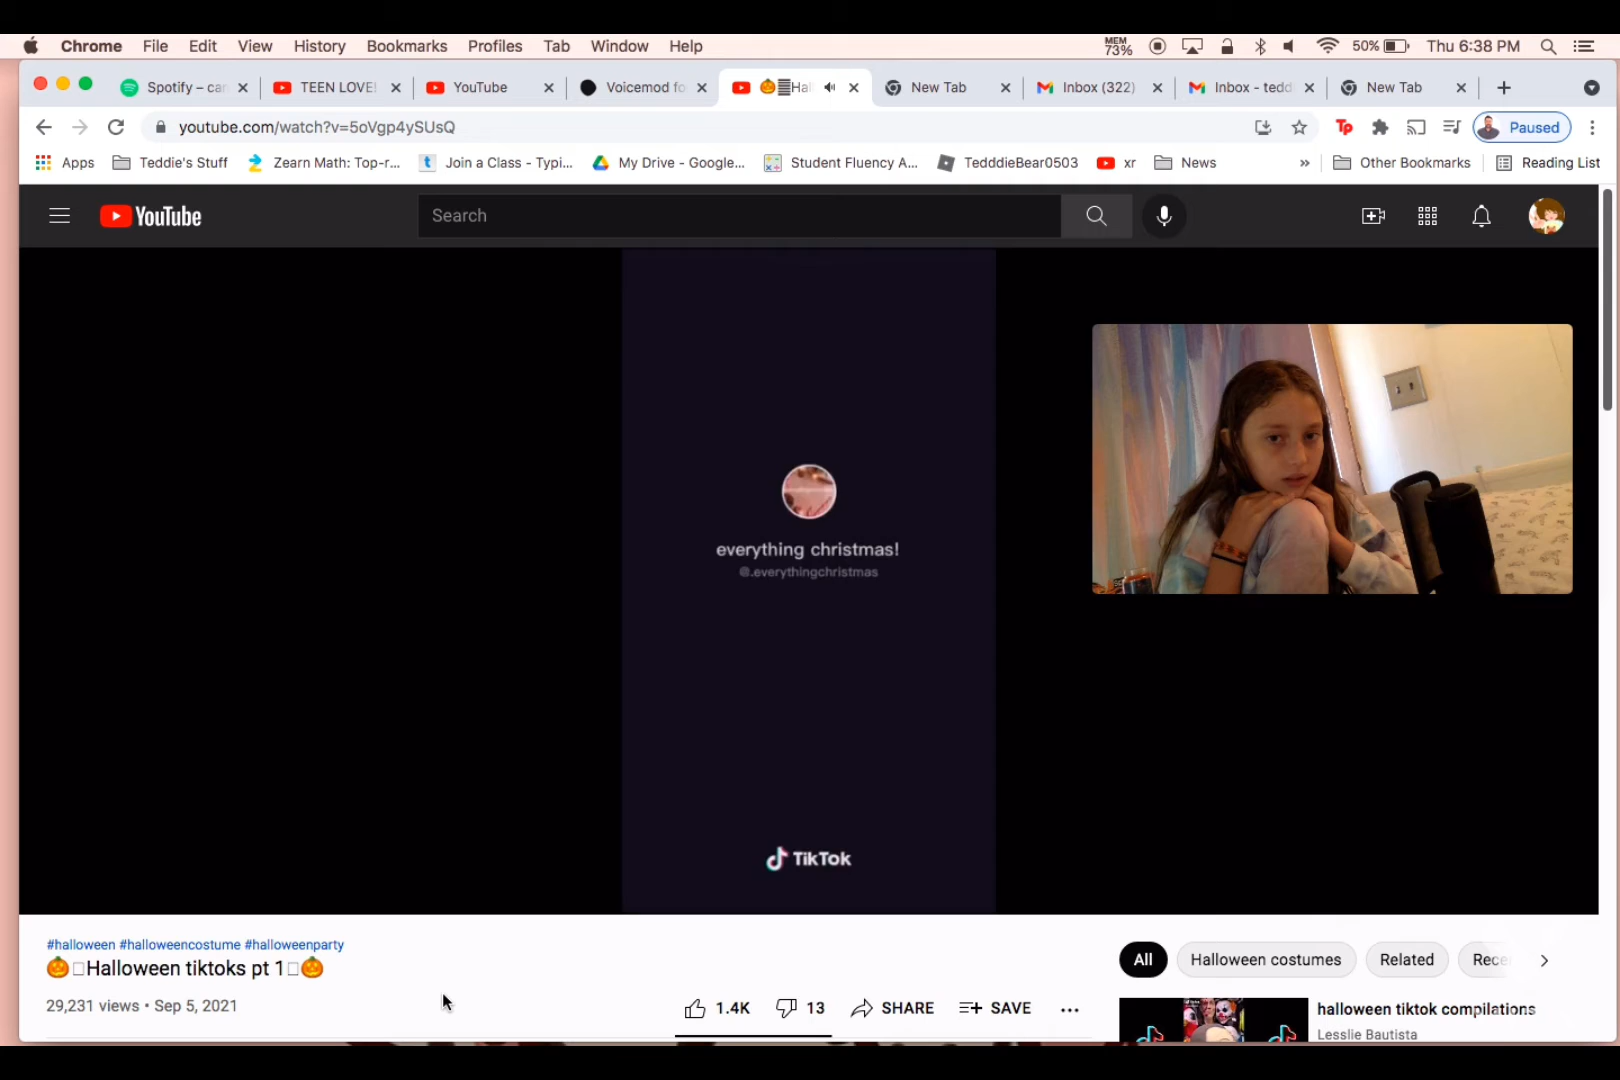 Chrome File Edit View History Bookmarks Profiles Tab Window Help MEM 73% 50% Thu 6:38 PM
Spotify – car TEEN LOVE! YouTube Voicemod fo Hal New Tab Inbox (322) Inbox - tedd New Tab
youtube.com/watch?v=5oVgp4ySUsQ Tp Paused
Apps Teddie's Stuff Zearn Math: Top-r... t Join a Class - Typi... My Drive - Google... Student Fluency A... TedddieBear0503 xr News » Other Bookmarks Reading List
YouTube Search
everything christmas!
@.everythingchristmas
TikTok
#halloween #halloweencostume #halloweenparty
🎃Halloween tiktoks pt 1🎃
29,231 views • Sep 5, 2021
1.4K 13 SHARE SAVE ...
All Halloween costumes Related Rece
halloween tiktok compilations
Lesslie Bautista